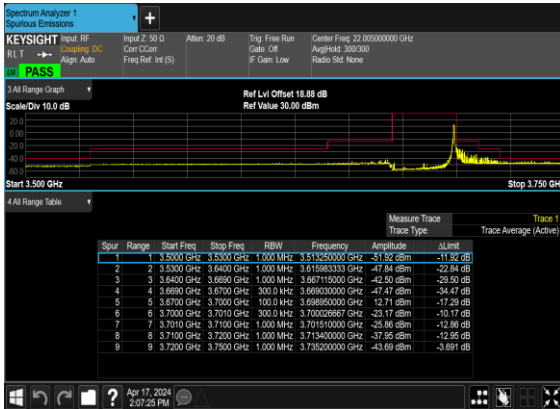 Spectrum Analyzer 1
Spurious Emissions
+
KEYSIGHT Input: RF Input Z: 50 Ω Atten: 20 dB Trig: Free Run Center Freq: 22.005000000 GHz
RLT Coupling: DC Corr CCorr Gate: Off Avg|Hold: 300/300
Align: Auto Freq Ref: Int (S) IF Gain: Low Radio Std: None
PASS
3 All Range Graph
Scale/Div 10.0 dB
Ref Lvl Offset 18.88 dB
Ref Value 30.00 dBm
20.0
0.00
-20.0
-40.0
-60.0
Start 3.500 GHz Stop 3.750 GH
4 All Range Table
Measure Trace Trace 1
Trace Type Trace Average (Active)
Spur Range Start Freq Stop Freq RBW Frequency Amplitude ΔLimit
1 1 3.5000 GHz 3.5300 GHz 1.000 MHz 3.513250000 GHz -51.92 dBm -11.92 dB
2 2 3.5300 GHz 3.6400 GHz 1.000 MHz 3.615983333 GHz -47.84 dBm -22.84 dB
3 3 3.6400 GHz 3.6690 GHz 1.000 MHz 3.667115000 GHz -42.50 dBm -29.50 dB
4 4 3.6690 GHz 3.6700 GHz 300.0 kHz 3.669030000 GHz -47.47 dBm -34.47 dB
5 5 3.6700 GHz 3.7000 GHz 100.0 kHz 3.698950000 GHz 12.71 dBm -17.29 dB
6 6 3.7000 GHz 3.7010 GHz 300.0 kHz 3.700026667 GHz -23.17 dBm -10.17 dB
7 7 3.7010 GHz 3.7100 GHz 1.000 MHz 3.701510000 GHz -25.86 dBm -12.86 dB
8 8 3.7100 GHz 3.7200 GHz 1.000 MHz 3.713400000 GHz -37.95 dBm -12.95 dB
9 9 3.7200 GHz 3.7500 GHz 1.000 MHz 3.735200000 GHz -43.69 dBm -3.691 dB
? Apr 17, 2024
2:07:25 PM